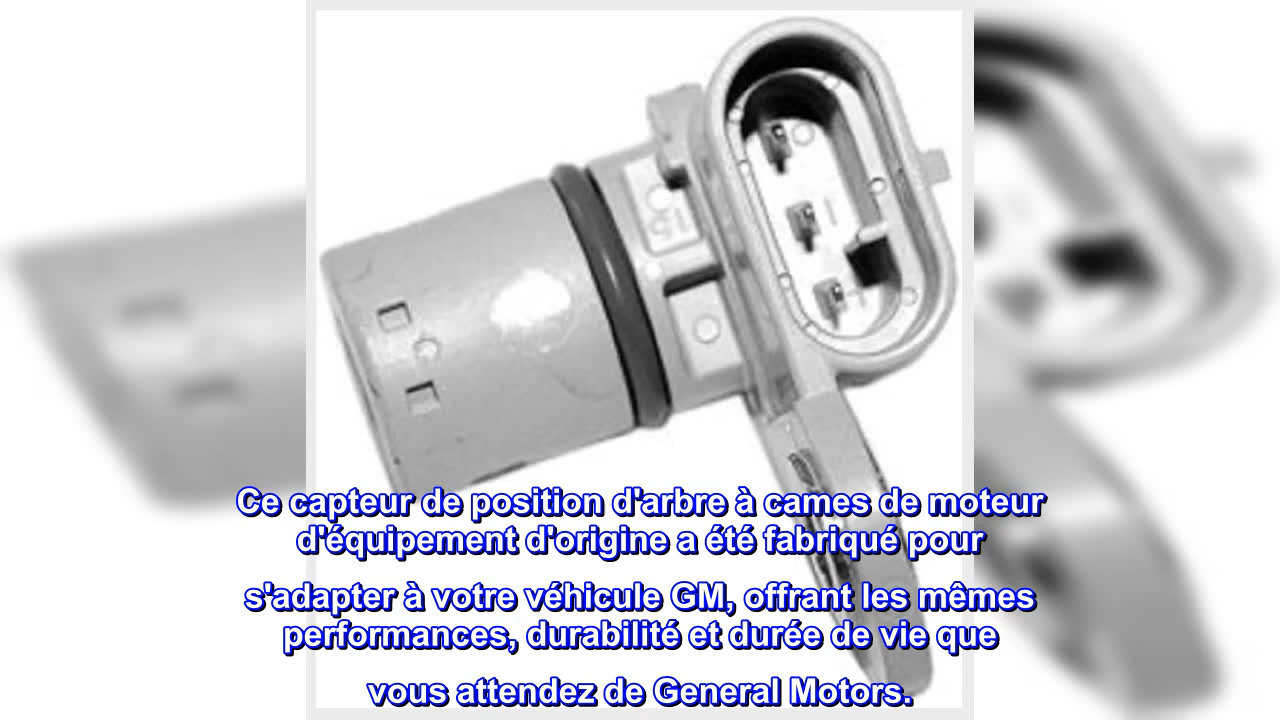 Ce capteur de position d'arbre à cames de moteur
d'équipement d'origine a été fabriqué pour
s'adapter à votre véhicule GM, offrant les mêmes
performances, durabilité et durée de vie que
vous attendez de General Motors.